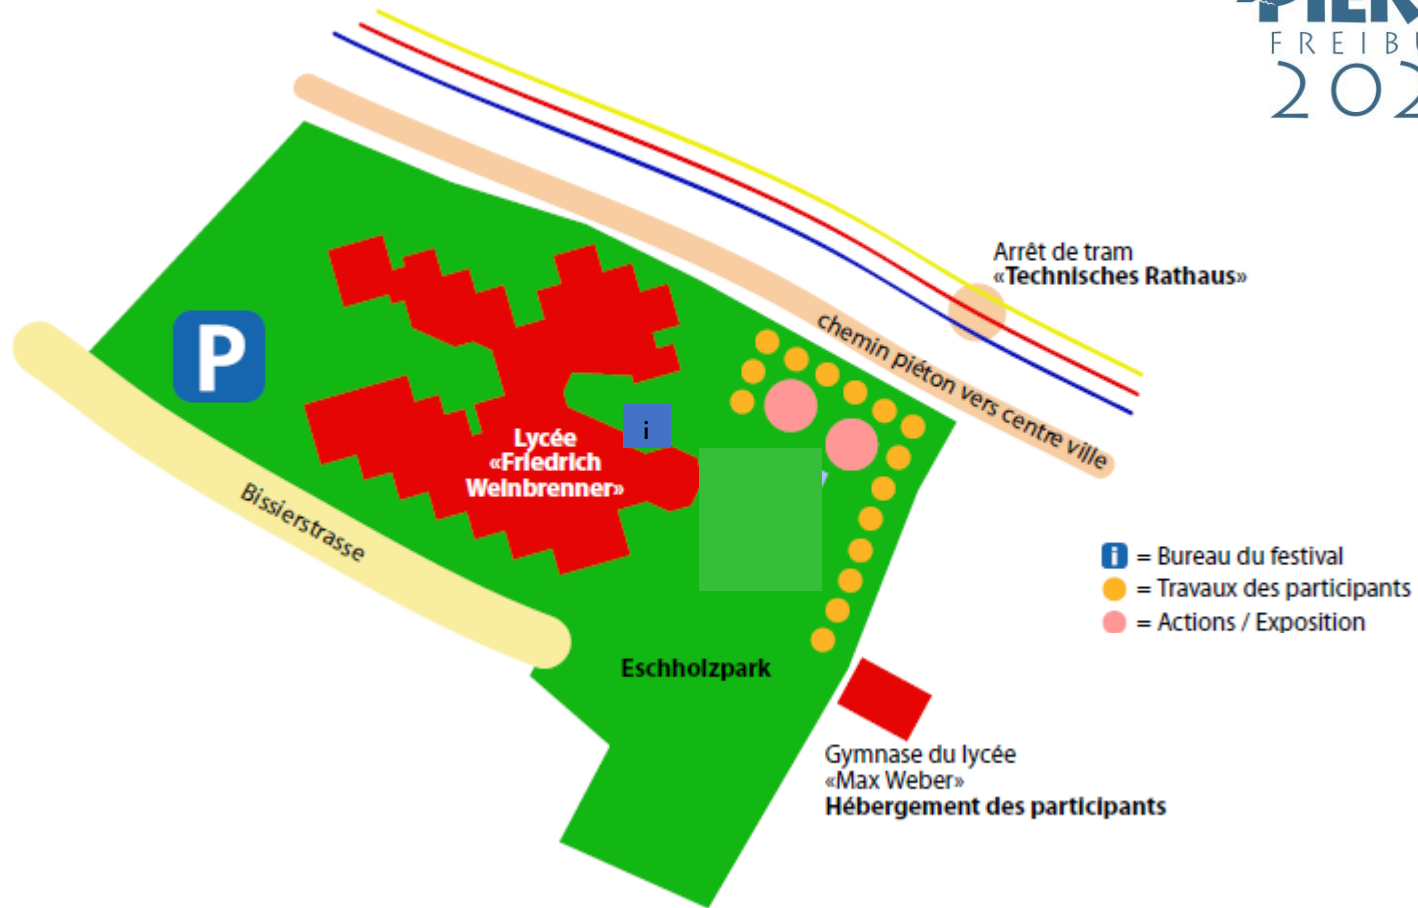 FREIBU
202
Arrêt de tram
«Technisches Rathaus»
chemin piéton vers centre ville
P
i
Lycée
«Friedrich
Weinbrenner»
Bissierstrasse
i = Bureau du festival
= Travaux des participants
= Actions / Exposition
Eschholzpark
Gymnase du lycée
«Max Weber»
Hébergement des participants